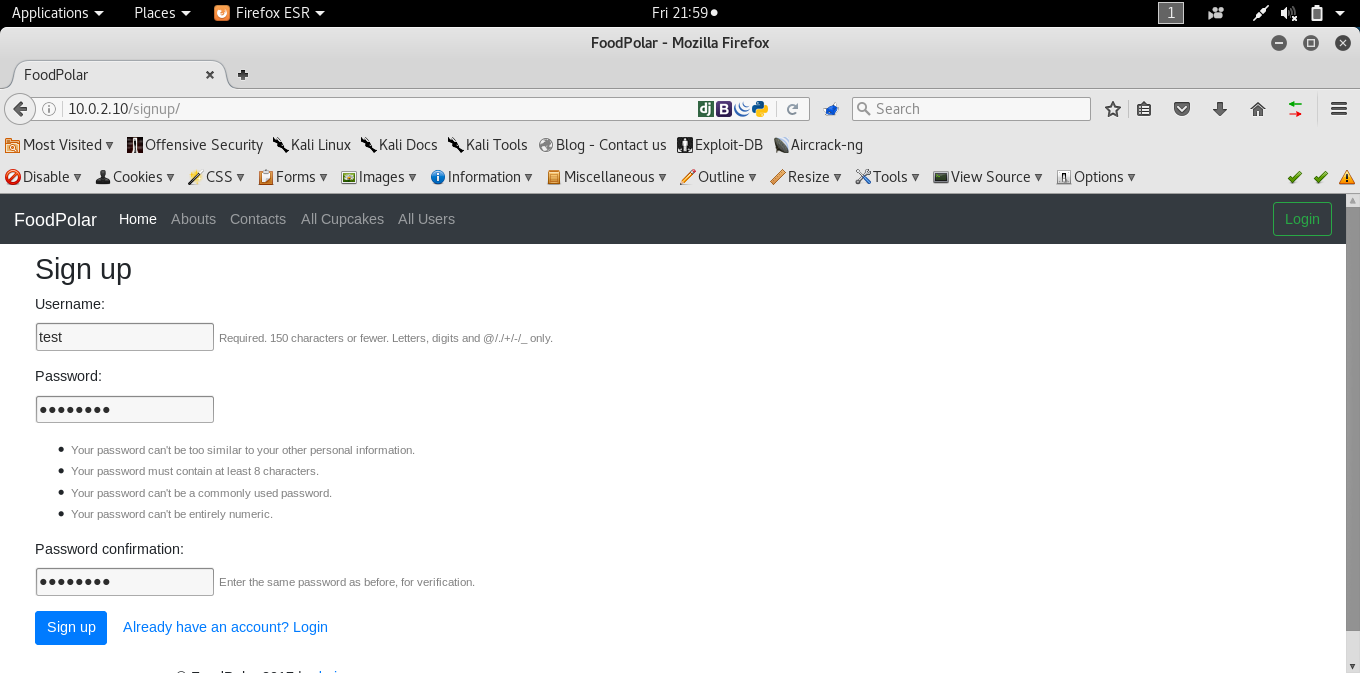 Applications Places Firefox ESR Fri 21:59 1
FoodPolar - Mozilla Firefox
FoodPolar
10.0.2.10/signup/ dj B Search
Most Visited Offensive Security Kali Linux Kali Docs Kali Tools Blog - Contact us Exploit-DB Aircrack-ng
Disable Cookies CSS Forms Images Information Miscellaneous Outline Resize Tools View Source Options
FoodPolar Home Abouts Contacts All Cupcakes All Users Login
Sign up
Username:
test Required. 150 characters or fewer. Letters, digits and @/./+/-/_ only.
Password:
●●●●●●●●
• Your password can't be too similar to your other personal information.
• Your password must contain at least 8 characters.
• Your password can't be a commonly used password.
• Your password can't be entirely numeric.
Password confirmation:
●●●●●●●● Enter the same password as before, for verification.
Sign up Already have an account? Login